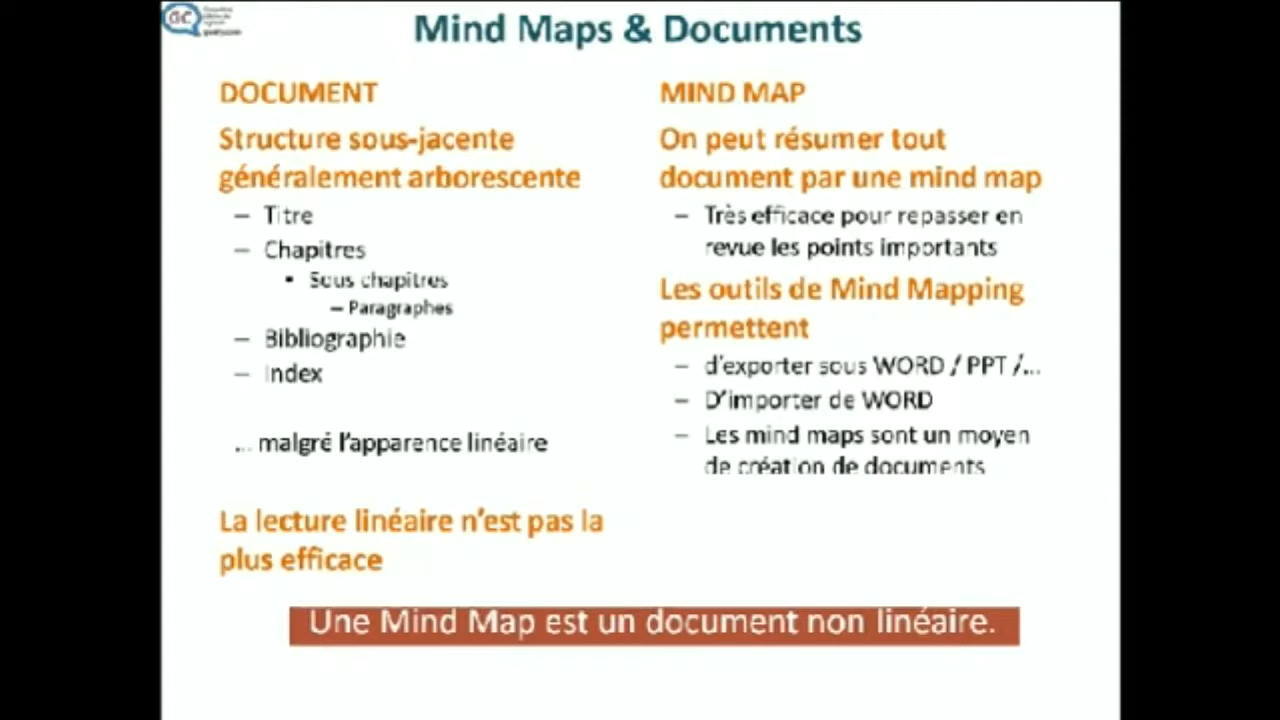 GC
Mind Maps & Documents
DOCUMENT
Structure sous-jacente
généralement arborescente
– Titre
– Chapitres
▪ Sous chapitres
– Paragraphes
– Bibliographie
– Index
... malgré l'apparence linéaire
La lecture linéaire n'est pas la
plus efficace
MIND MAP
On peut résumer tout
document par une mind map
– Très efficace pour repasser en
revue les points importants
Les outils de Mind Mapping
permettent
– d'exporter sous WORD / PPT /...
– D'importer de WORD
– Les mind maps sont un moyen
de création de documents
Une Mind Map est un document non linéaire.